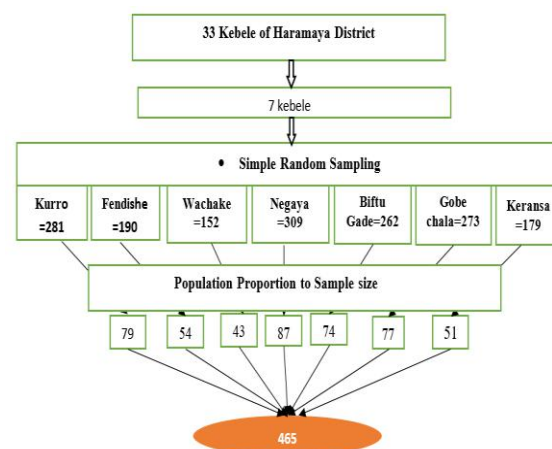 33 Kebele of Haramaya District
7 kebele
• Simple Random Sampling
Kurro
=281
Fendishe
=190
Wachake
=152
Negaya
=309
Biftu
Gade=262
Gobe
chala=273
Keransa
=179
Population Proportion to Sample size
79
54
43
87
74
77
51
465